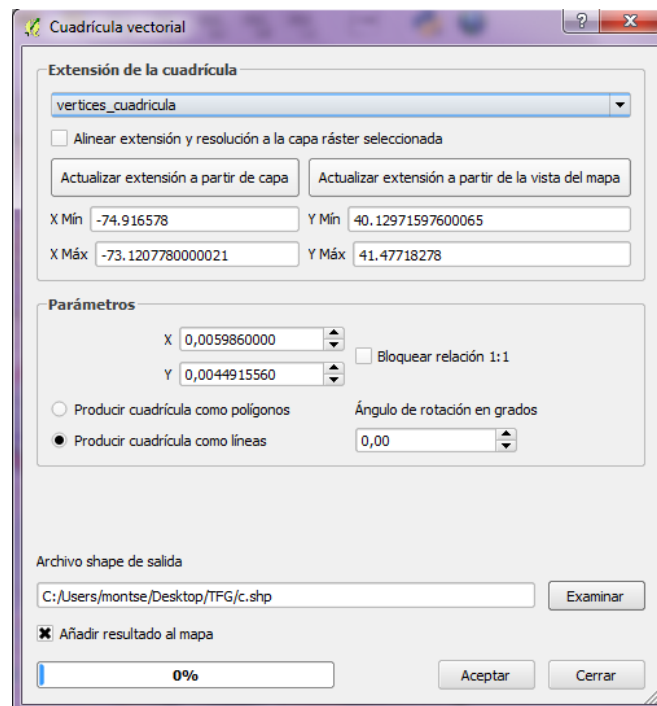 Cuadrícula vectorial
Extensión de la cuadrícula
vertices_cuadricula
Alinear extensión y resolución a la capa ráster seleccionada
Actualizar extensión a partir de capa Actualizar extensión a partir de la vista del mapa
X Mín -74.916578 Y Mín 40.12971597600065
X Máx -73.1207780000021 Y Máx 41.47718278
Parámetros
X 0,0059860000
Bloquear relación 1:1
Y 0,0044915560
Producir cuadrícula como polígonos Ángulo de rotación en grados
Producir cuadrícula como líneas 0,00
Archivo shape de salida
C:/Users/montse/Desktop/TFG/c.shp Examinar
Añadir resultado al mapa
0% Aceptar Cerrar